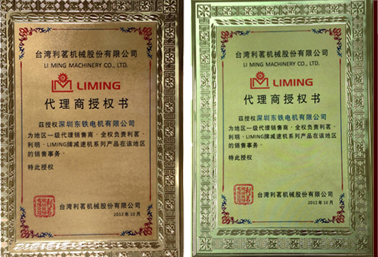 台湾利茗机械股份有限公司
LI MING MACHINERY CO., LTD.
LIMING
代理商授权书
兹授权深圳东铁电机有限公司
为地区一级代理销售商，全权负责利茗．
利明．LIMING牌减速机系列产品在该地区
的销售事务。
特此授权
台湾利茗机械股份有限公司
2013年10月
台湾利茗机械股份有限公司
LI MING MACHINERY CO., LTD.
LIMING
代理商授权书
兹授权深圳东铁电机有限公司
为地区一级代理销售商，全权负责利茗．
利明．LIMING牌减速机系列产品在该地区
的销售事务。
特此授权
台湾利茗机械股份有限公司
2013年10月